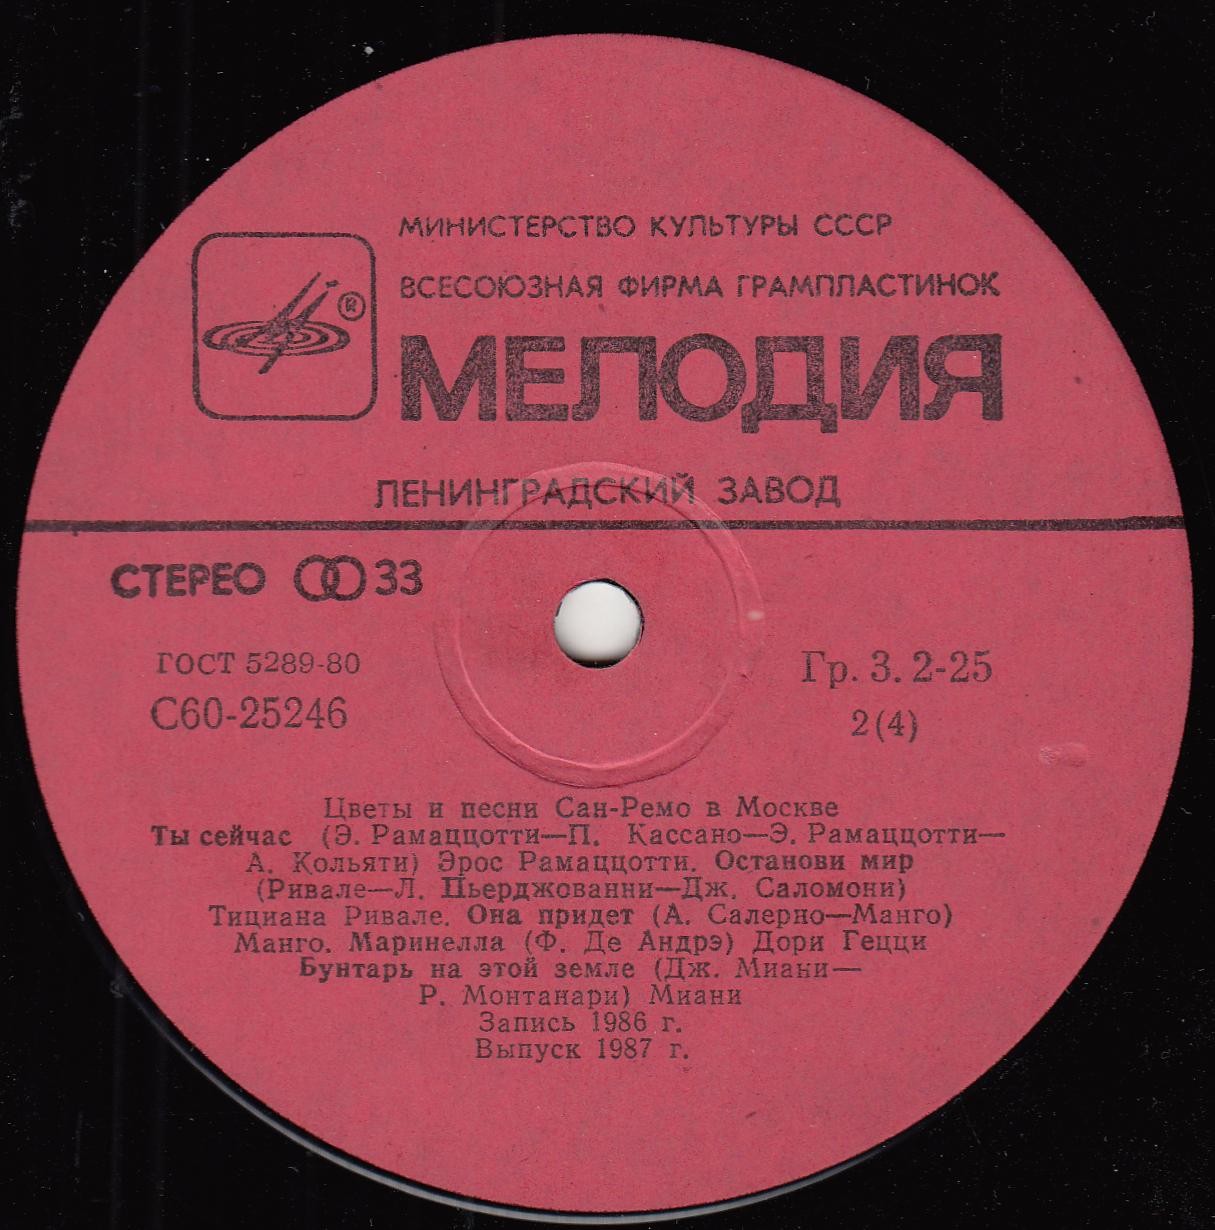 МИНИСТЕРСТВО КУЛЬТУРЫ СССР
ВСЕСОЮЗНАЯ ФИРМА ГРАМПЛАСТИНОК
®
МЕЛОДИЯ
ЛЕНИНГРАДСКИЙ ЗАВОД
СТЕРЕО 33
ГОСТ 5289-80
С60-25246
Гр. 3. 2-25
2(4)
Цветы и песни Сан-Ремо в Москве
Ты сейчас (Э. Рамаццотти—П. Кассано—Э. Рамаццотти—
А. Кольяти) Эрос Рамаццотти. Останови мир
(Ривале—Л. Пьерджованни—Дж. Саломони)
Тициана Ривале. Она придет (А. Салерно—Манго)
Манго. Маринелла (Ф. Де Андрэ) Дори Гецци
Бунтарь на этой земле (Дж. Миани—
Р. Монтанари) Миани
Запись 1986 г.
Выпуск 1987 г.